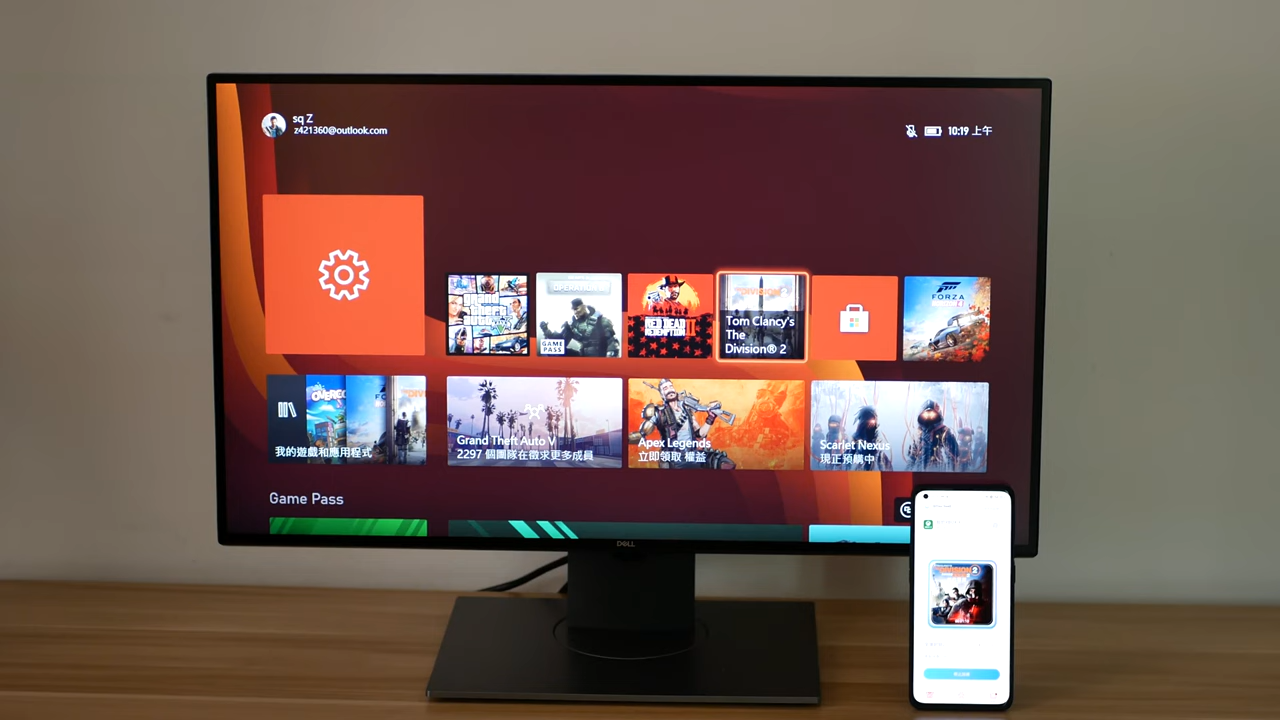 sq Z
z421360@outlook.com
10:19 上午
grand
theft
auto
GAME
PASS
RED DEAD
REDEMPTION II
Tom Clancy's
The
Division® 2
FORZA
我的遊戲和應用程式
Grand Theft Auto V
2297 個團隊在徵求更多成員
Apex Legends
立即領取 權益
Scarlet Nexus
現正預購中
Game Pass
DELL
DIVISION 2